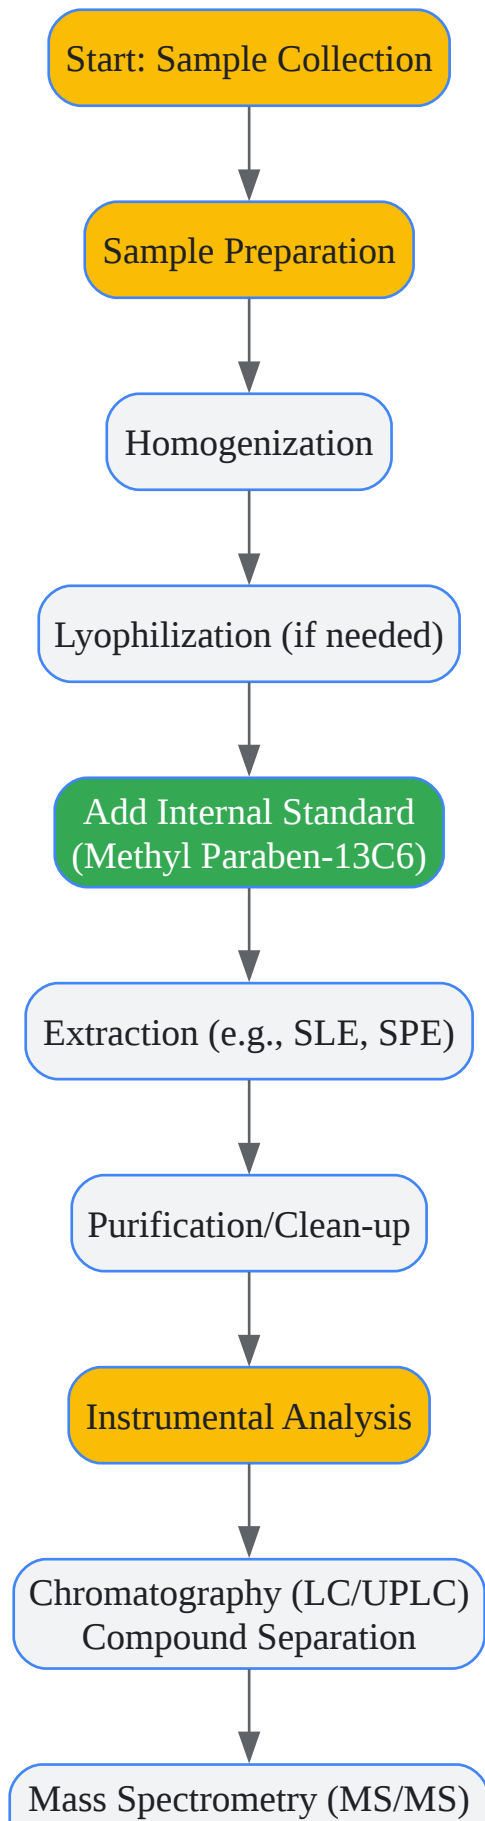 Start: Sample Collection
Sample Preparation
Homogenization
Lyophilization (if needed)
Add Internal Standard
(Methyl Paraben-13C6)
Extraction (e.g., SLE, SPE)
Purification/Clean-up
Instrumental Analysis
Chromatography (LC/UPLC)
Compound Separation
Mass Spectrometry (MS/MS)